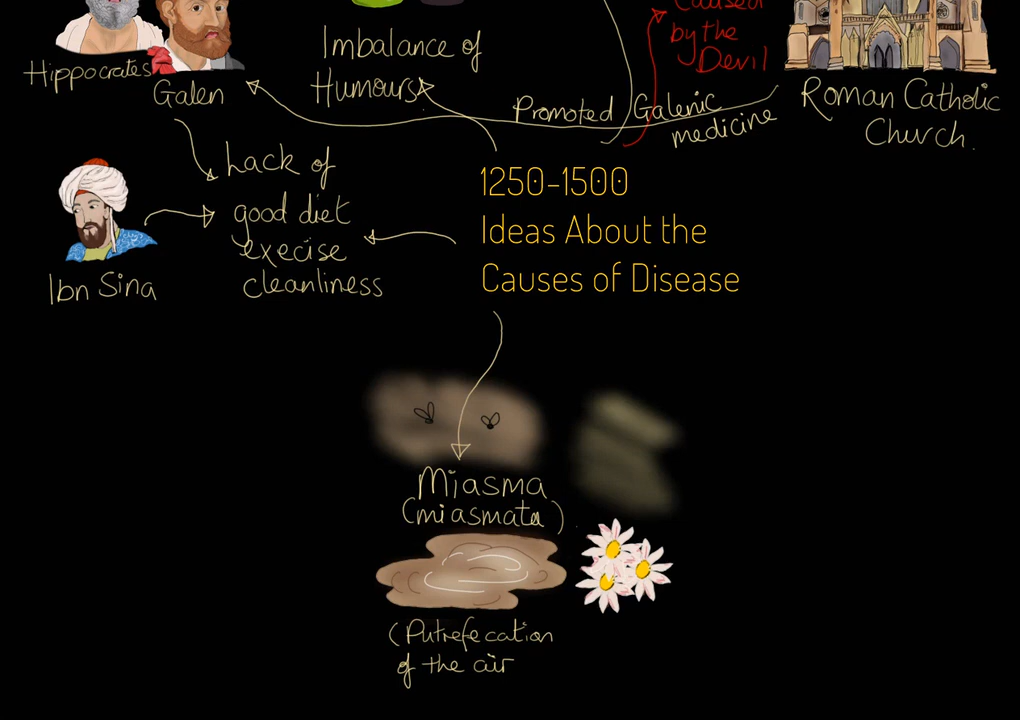 Caused
by the
Devil
Imbalance of
Humours
Hippocrates
Galen
Promoted Galenic
medicine
Roman Catholic
Church.
Lack of
good diet
execise
cleanliness
Ibn Sina
1250-1500
Ideas About the
Causes of Disease
Miasma
(miasmata)
(Putrefecation
of the air